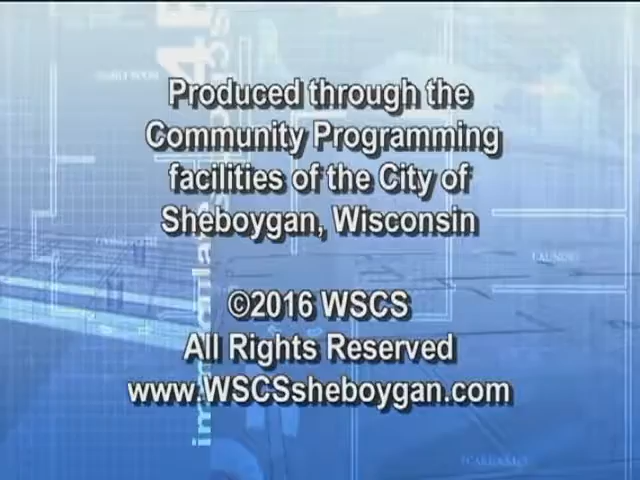 Produced through the
Community Programming
facilities of the City of
Sheboygan, Wisconsin
©2016 WSCS
All Rights Reserved
www.WSCSsheboygan.com
LAUNDRY